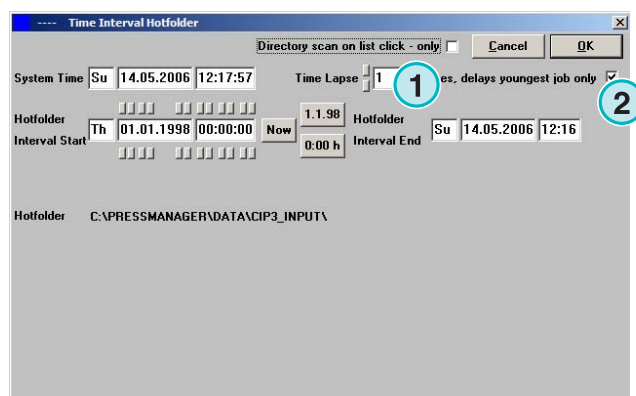 ---- Time Interval Hotfolder
Directory scan on list click - only Cancel OK
System Time Su 14.05.2006 12:17:57 Time Lapse 1 es, delays youngest job only
1
2
Hotfolder Interval Start Th 01.01.1998 00:00:00 Now 1.1.98 0:00 h Hotfolder Interval End Su 14.05.2006 12:16
Hotfolder C:\PRESSMANAGER\DATA\CIP3_INPUT\